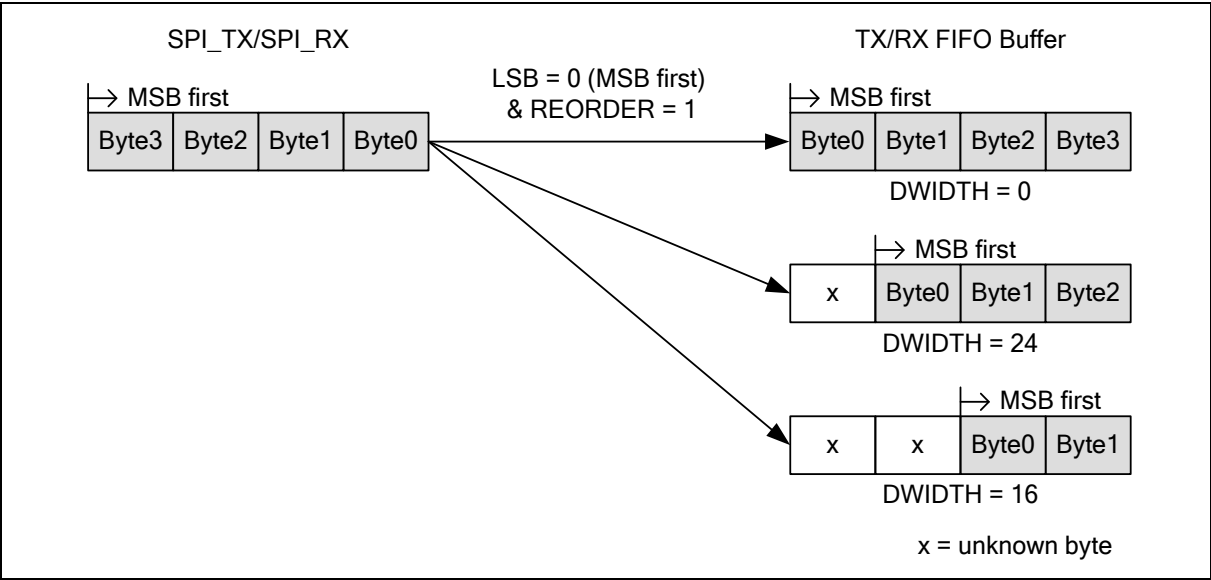 SPI_TX/SPI_RX
TX/RX FIFO Buffer
LSB = 0 (MSB first)
& REORDER = 1
MSB first
MSB first
Byte3 Byte2 Byte1 Byte0
Byte0 Byte1 Byte2 Byte3
DWIDTH = 0
MSB first
x Byte0 Byte1 Byte2
DWIDTH = 24
MSB first
x x Byte0 Byte1
DWIDTH = 16
x = unknown byte